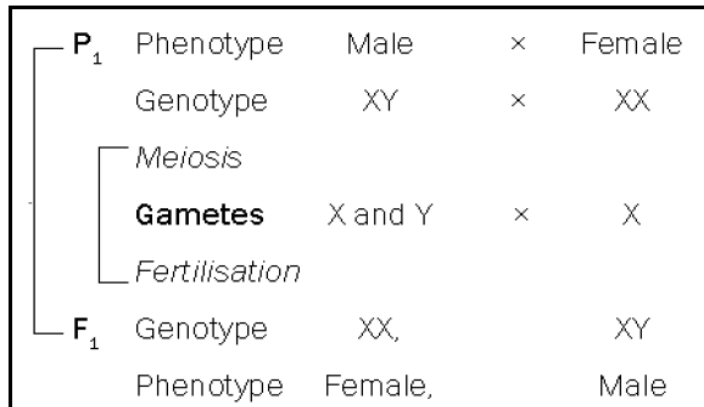 P₁ Phenotype Male × Female
Genotype XY × XX
Meiosis
Gametes X and Y × X
Fertilisation
F₁ Genotype XX, XY
Phenotype Female, Male